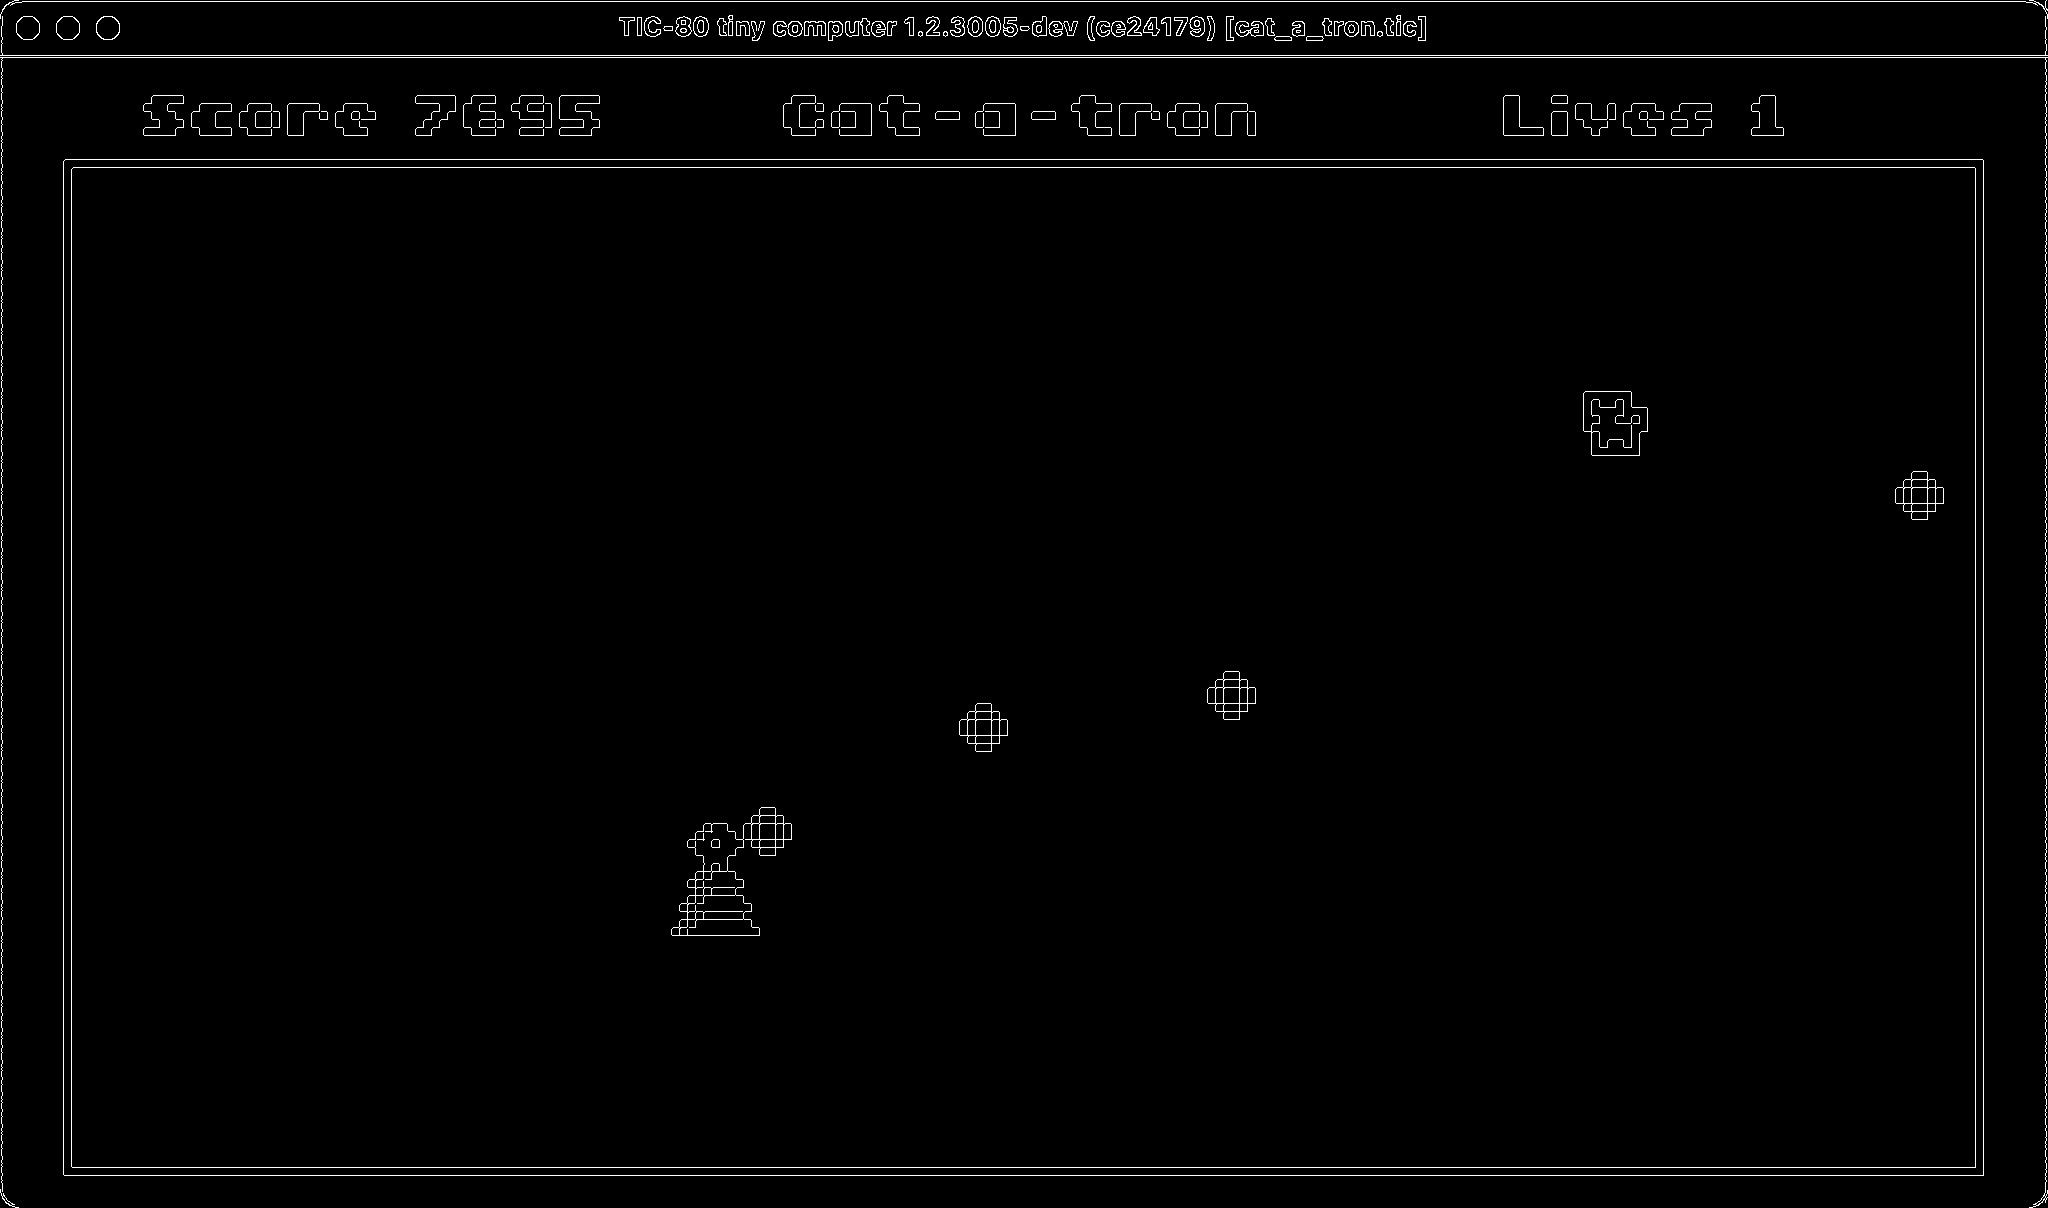 TIC-80 tiny computer 1.2.3005-dev (ce24179) [cat_a_tron.tic]
Score 7695 Cat-a-tron Lives 1